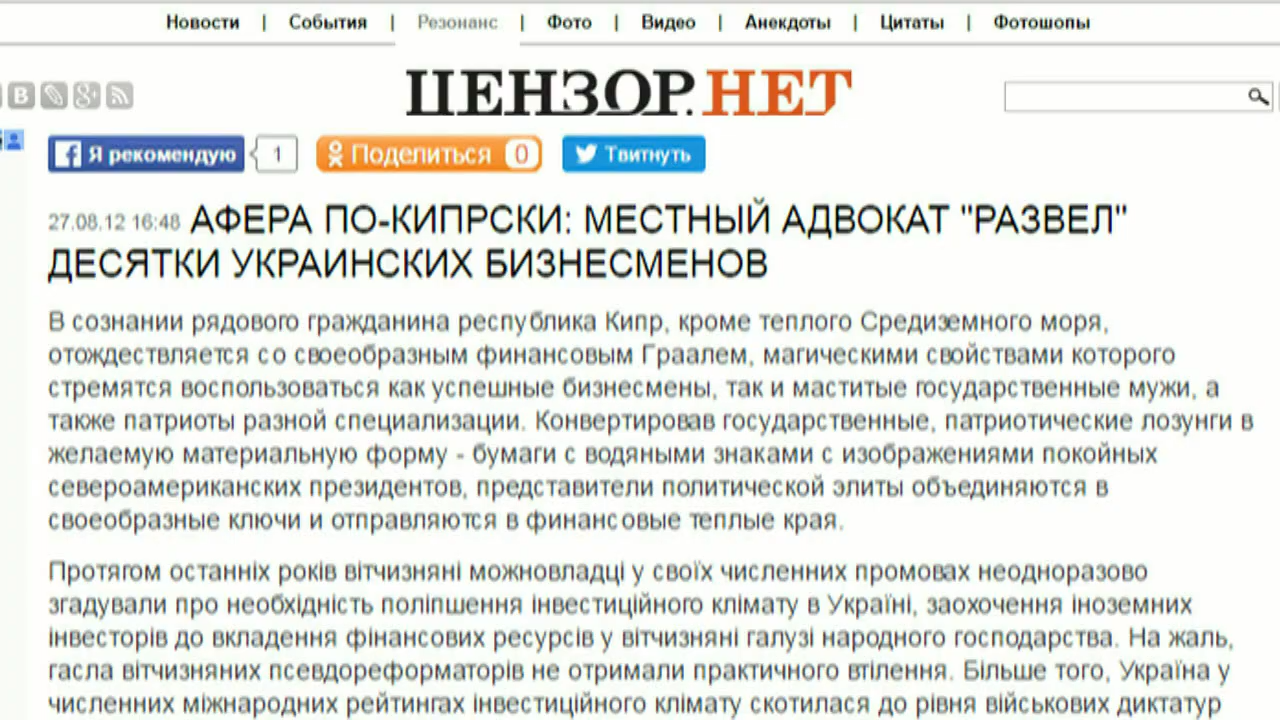 Новости | События | Резонанс | Фото | Видео | Анекдоты | Цитаты | Фотошопы
ЦЕНЗОР.НЕТ
Я рекомендую 1 Поделиться 0 Твитнуть
27.08.12 16:48 АФЕРА ПО-КИПРСКИ: МЕСТНЫЙ АДВОКАТ "РАЗВЕЛ"
ДЕСЯТКИ УКРАИНСКИХ БИЗНЕСМЕНОВ
В сознании рядового гражданина республика Кипр, кроме теплого Средиземного моря,
отождествляется со своеобразным финансовым Граалем, магическими свойствами которого
стремятся воспользоваться как успешные бизнесмены, так и маститые государственные мужи, а
также патриоты разной специализации. Конвертировав государственные, патриотические лозунги в
желаемую материальную форму - бумаги с водяными знаками с изображениями покойных
североамериканских президентов, представители политической элиты объединяются в
своеобразные ключи и отправляются в финансовые теплые края.
Протягом останніх років вітчизняні можновладці у своїх численних промовах неодноразово
згадували про необхідність поліпшення інвестиційного клімату в Україні, заохочення іноземних
інвесторів до вкладення фінансових ресурсів у вітчизняні галузі народного господарства. На жаль,
гасла вітчизняних псевдореформаторів не отримали практичного втілення. Більше того, Україна у
численних міжнародних рейтингах інвестиційного клімату скотилася до рівня військових диктатур